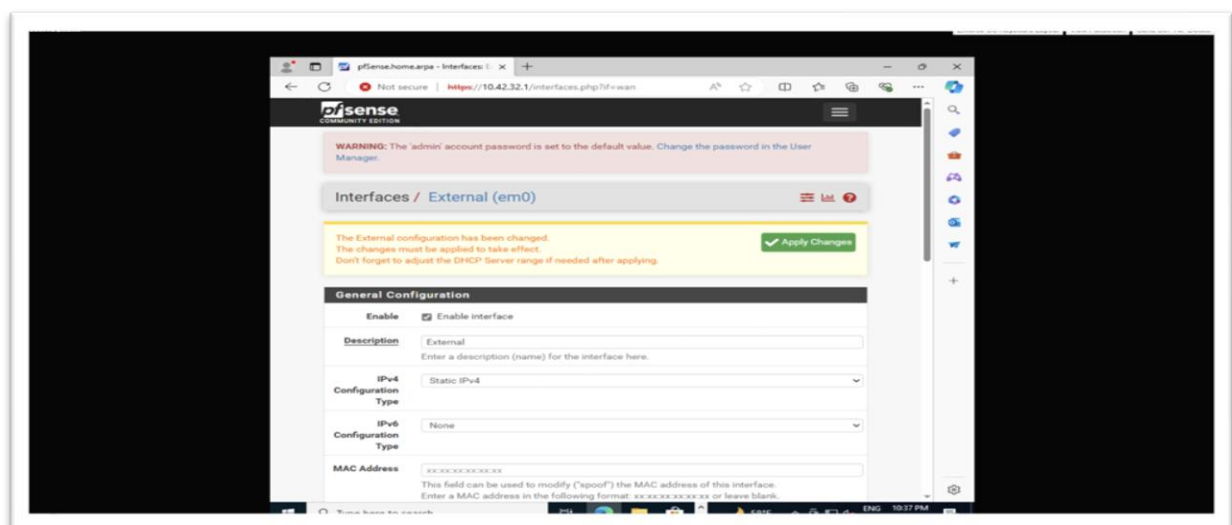 pfSense.home.arpa - Interfaces: E
Not secure | https://10.42.32.1/interfaces.php?if=wan
pfsense
COMMUNITY EDITION
WARNING: The 'admin' account password is set to the default value. Change the password in the User
Manager.
Interfaces / External (em0)
The External configuration has been changed.
The changes must be applied to take effect.
Don't forget to adjust the DHCP Server range if needed after applying.
Apply Changes
General Configuration
Enable Enable interface
Description External
Enter a description (name) for the interface here.
IPv4
Configuration
Type
Static IPv4
IPv6
Configuration
Type
None
MAC Address xx:xx:xx:xx:xx:xx
This field can be used to modify ("spoof") the MAC address of this interface.
Enter a MAC address in the following format: xx:xx:xx:xx:xx:xx or leave blank.
Type here to search
ENG 10:37 PM